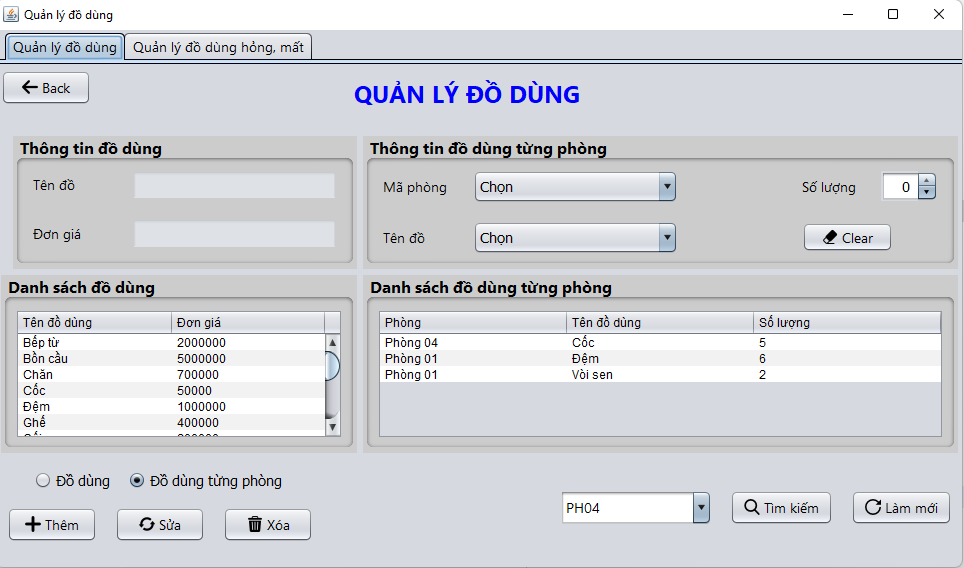 Quản lý đồ dùng
Quản lý đồ dùng Quản lý đồ dùng hỏng, mất
Back
QUẢN LÝ ĐỒ DÙNG
Thông tin đồ dùng
Tên đồ
Đơn giá
Thông tin đồ dùng từng phòng
Mã phòng Chọn Số lượng 0
Tên đồ Chọn Clear
Danh sách đồ dùng
Tên đồ dùng Đơn giá
Bếp từ 2000000
Bồn cầu 5000000
Chăn 700000
Cốc 50000
Đệm 1000000
Ghế 400000
Danh sách đồ dùng từng phòng
Phòng Tên đồ dùng Số lượng
Phòng 04 Cốc 5
Phòng 01 Đệm 6
Phòng 01 Vòi sen 2
Đồ dùng Đồ dùng từng phòng
Thêm Sửa Xóa
PH04 Tìm kiếm Làm mới